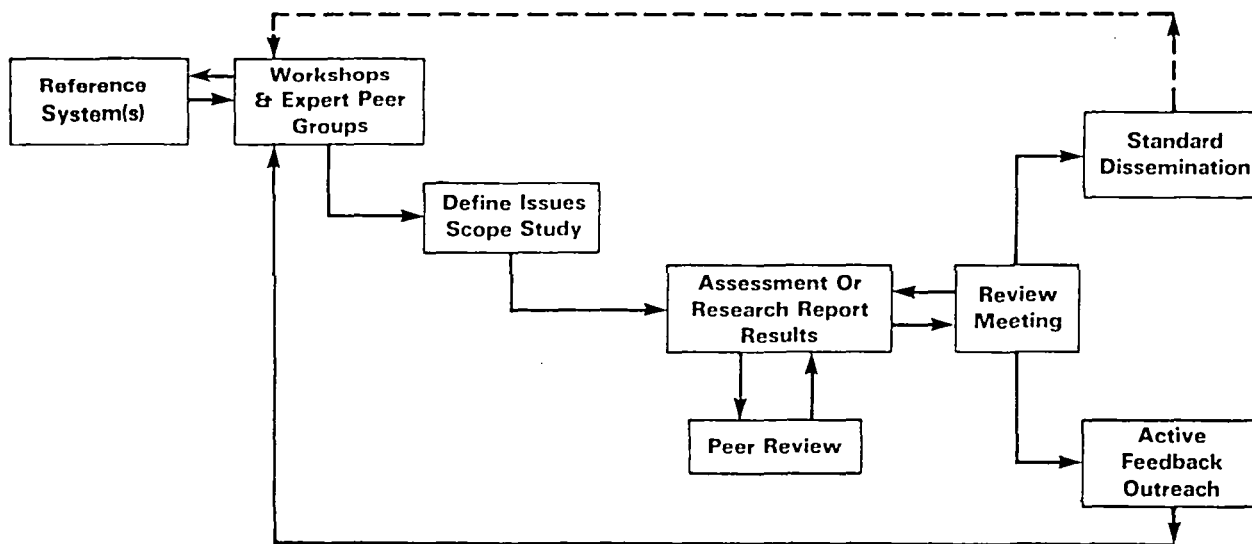 Reference
System(s)
Workshops
& Expert Peer
Groups
Define Issues
Scope Study
Assessment Or
Research Report
Results
Peer Review
Review
Meeting
Standard
Dissemination
Active
Feedback
Outreach